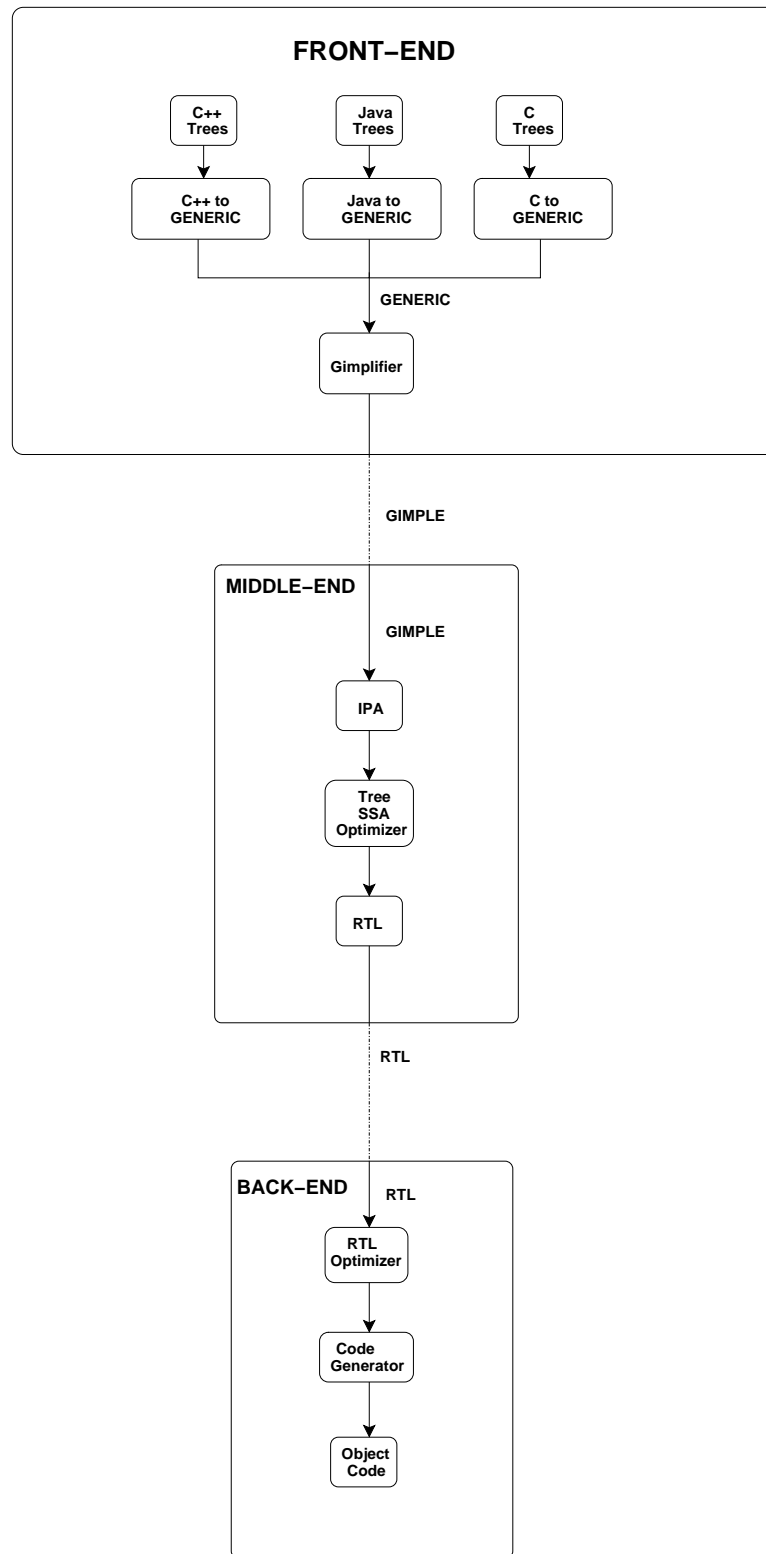 FRONT−END
C++
Trees
Java
Trees
C
Trees
C++ to
GENERIC
Java to
GENERIC
C to
GENERIC
GENERIC
Gimplifier
GIMPLE
MIDDLE−END
GIMPLE
IPA
Tree
SSA
Optimizer
RTL
RTL
BACK−END
RTL
RTL
Optimizer
Code
Generator
Object
Code